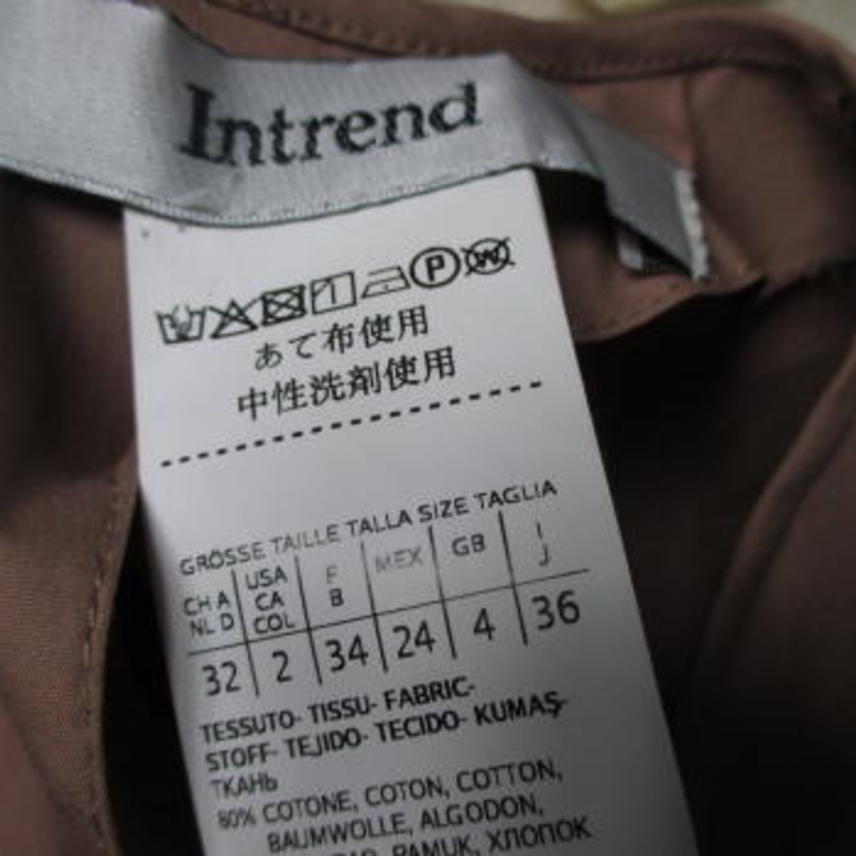 Intrend
P W
あて布使用
中性洗剤使用
GRÖSSE TAILLE TALLA SIZE TAGLIA
CH A NL D USA CA COL F B MEX GB I J
32 2 34 24 4 36
TESSUTO- TISSU- FABRIC-
STOFF- TEJIDO- TECIDO- KUMAŞ-
ТКАНЬ
80% COTONE, COTON, COTTON,
BAUMWOLLE, ALGODON,
PAMUK, ХЛОПОК